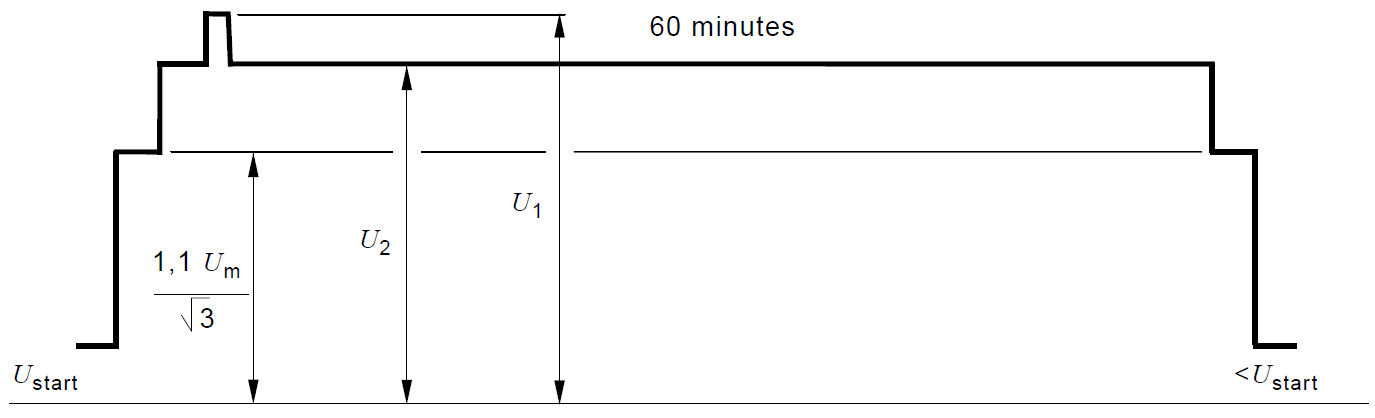 60 minutes
U1
U2
1,1 Um
√3
Ustart
<Ustart